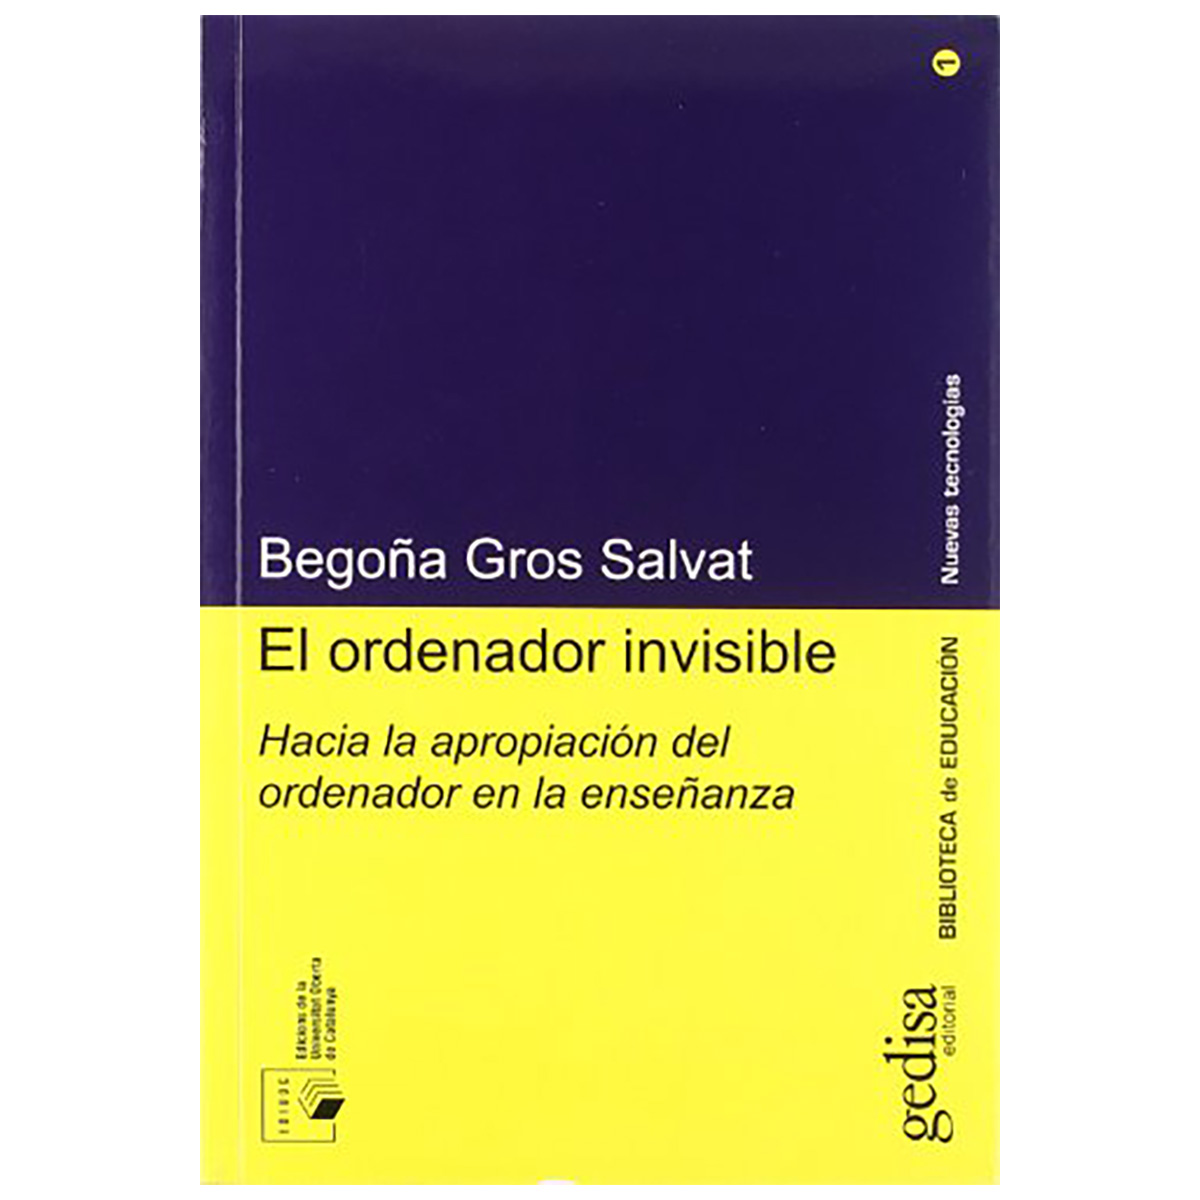 1
Nuevas tecnologías
Begoña Gros Salvat
El ordenador invisible
Hacia la apropiación del
ordenador en la enseñanza
BIBLIOTECA de EDUCACIÓN
gedisa
editorial
Edicions de la
Universitat Oberta
de Catalunya
EDIUOC